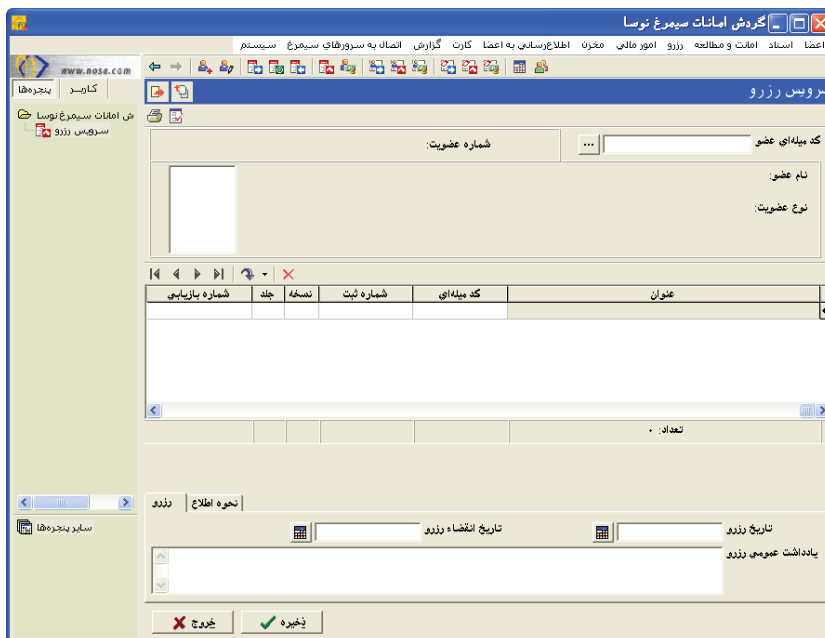 گردش امانات سیمرغ نوسا
اعضا اسناد امانت و مطالعه رزرو امور مالی مخزن اطلاع‌رسانی به اعضا کارت گزارش اتصال به سرورهای سیمرغ سیستم
www.nosa.com
پنجره‌ها کاربر
ش امانات سیمرغ نوسا
سرویس رزرو
سرویس رزرو
کد میله‌ای عضو ... شماره عضویت:
نام عضو:
نوع عضویت:
عنوان کد میله‌ای شماره ثبت نسخه جلد شماره بازیابی
تعداد: ۰
رزرو نحوه اطلاع
سایر پنجره‌ها
تاریخ رزرو تاریخ انقضاء رزرو
یادداشت عمومی رزرو
ذخیره خروج